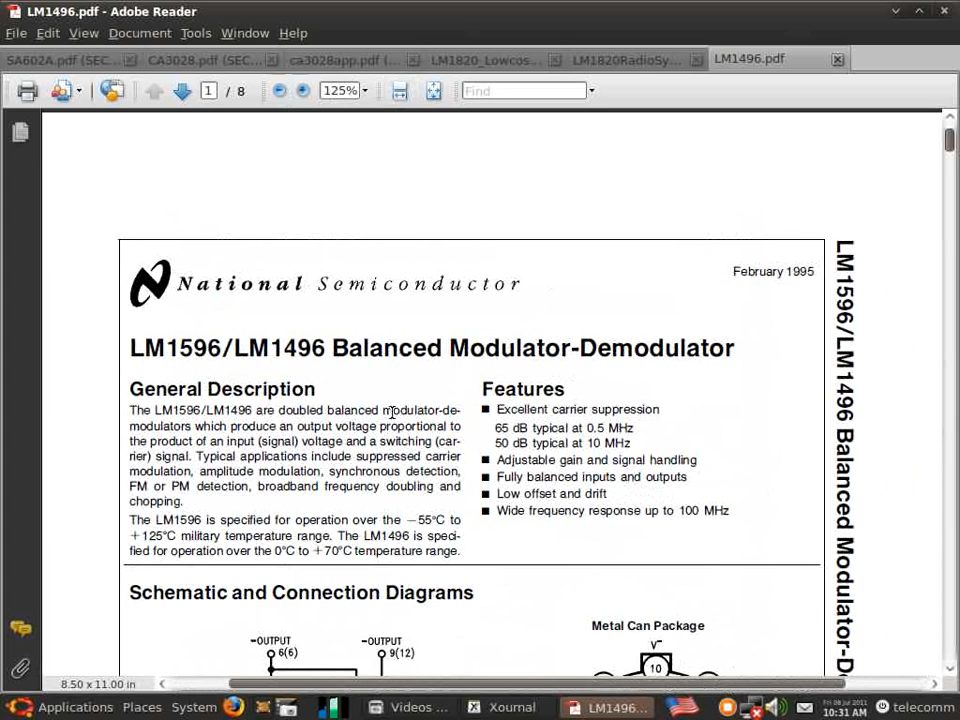 LM1496.pdf - Adobe Reader
File Edit View Document Tools Window Help
SA602A.pdf (SEC... CA3028.pdf (SEC... ca3028app.pdf (... LM1820_Lowcos... LM1820RadioSy... LM1496.pdf
1 / 8 125% Find
National Semiconductor
February 1995
LM1596/LM1496 Balanced Modulator-Demodulator
General Description
The LM1596/LM1496 are doubled balanced modulator-de-
modulators which produce an output voltage proportional to
the product of an input (signal) voltage and a switching (car-
rier) signal. Typical applications include suppressed carrier
modulation, amplitude modulation, synchronous detection,
FM or PM detection, broadband frequency doubling and
chopping.
The LM1596 is specified for operation over the −55°C to
+125°C military temperature range. The LM1496 is speci-
fied for operation over the 0°C to +70°C temperature range.
Features
■ Excellent carrier suppression
65 dB typical at 0.5 MHz
50 dB typical at 10 MHz
■ Adjustable gain and signal handling
■ Fully balanced inputs and outputs
■ Low offset and drift
■ Wide frequency response up to 100 MHz
Schematic and Connection Diagrams
-OUTPUT
6(6)
-OUTPUT
9(12)
Metal Can Package
V−
10
LM1596/LM1496 Balanced Modulator-D
8.50 x 11.00 in
Applications Places System Videos ... Xournal LM1496... Fri 08 Jul 2011 10:31 AM telecomm